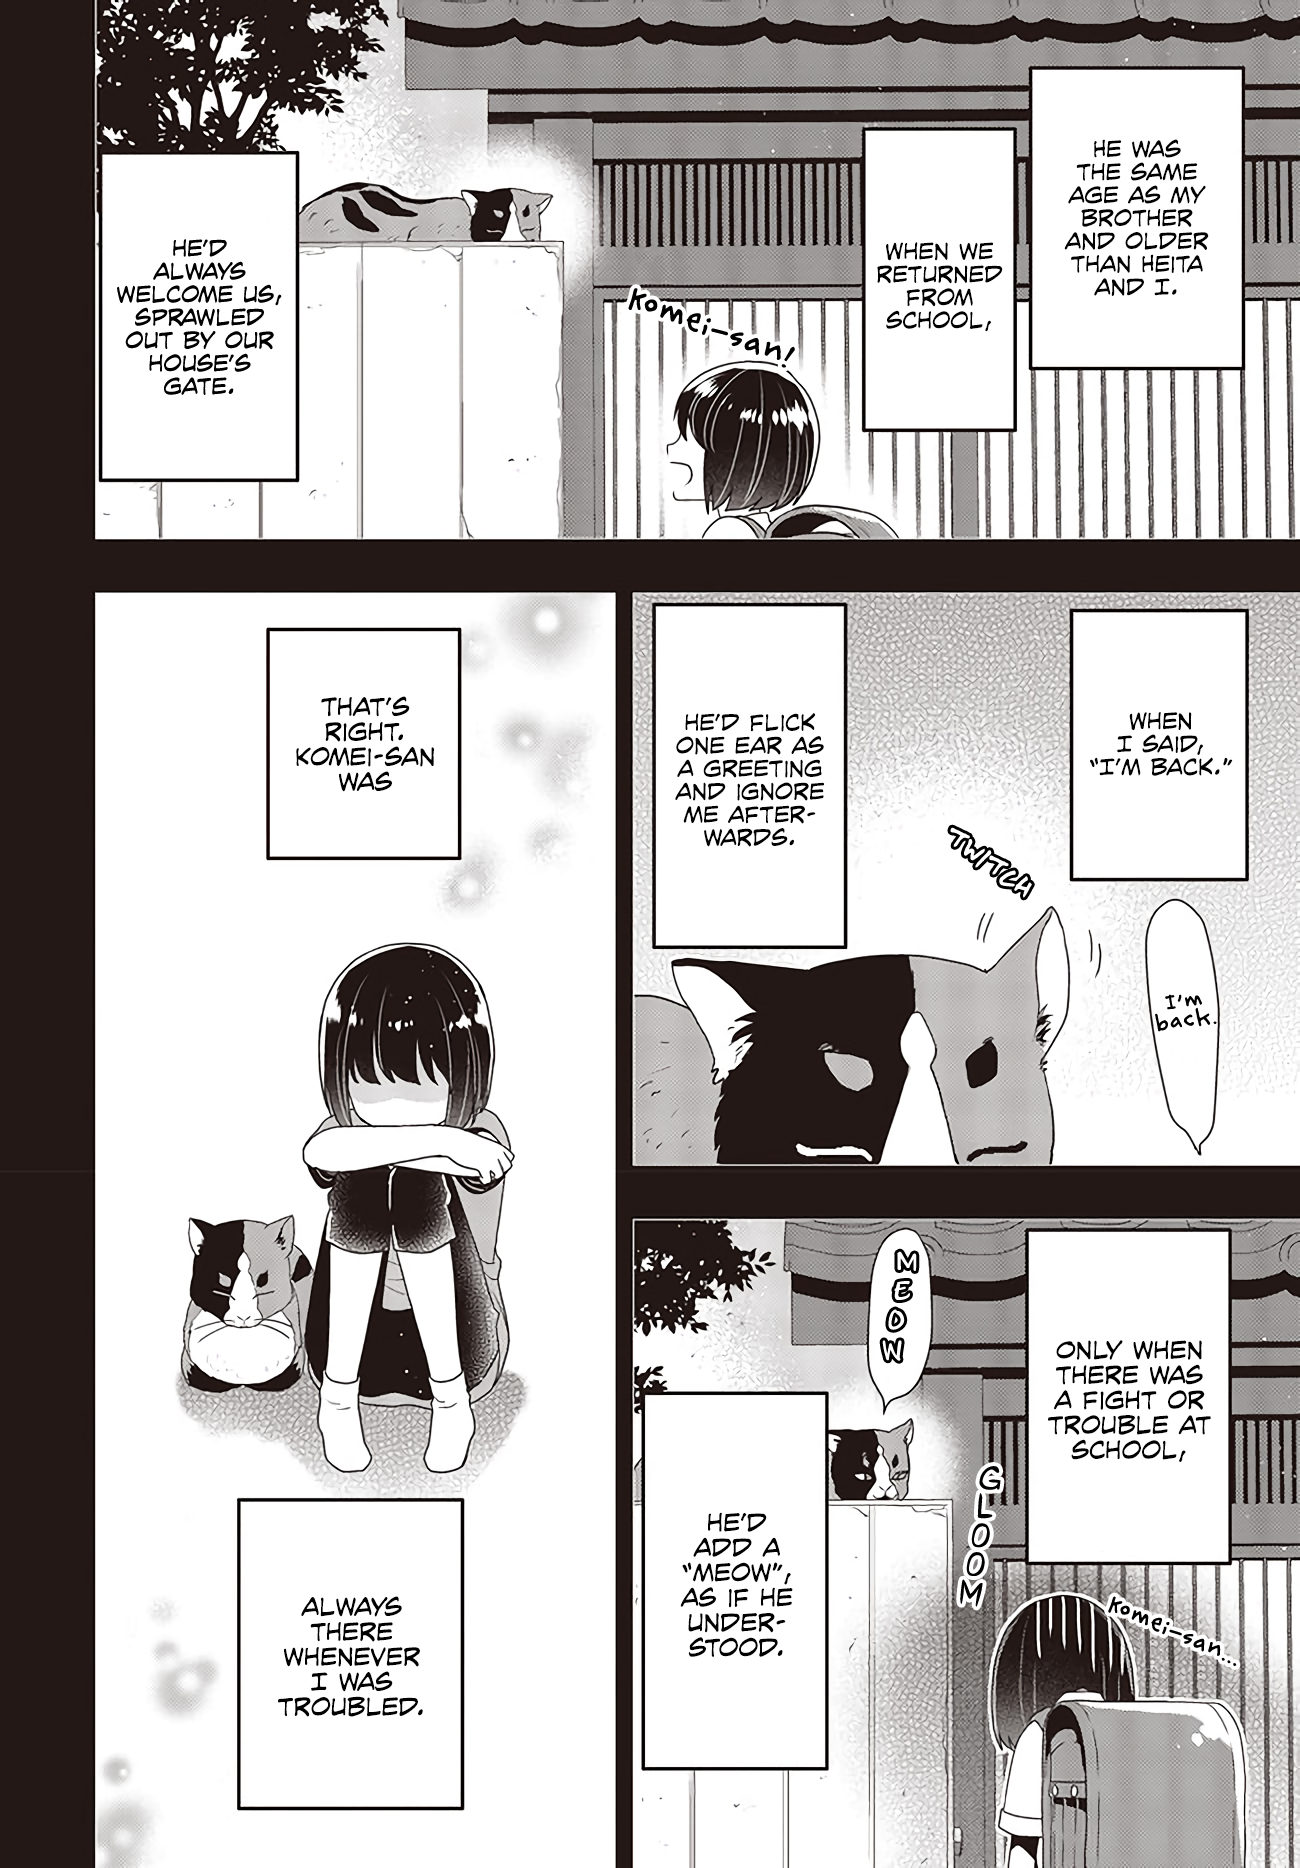 HE WAS
THE SAME
AGE AS MY
BROTHER
AND OLDER
THAN HEITA
AND I.
WHEN WE
RETURNED
FROM
SCHOOL,
Komei-san!
HE'D
ALWAYS
WELCOME US,
SPRAWLED
OUT BY OUR
HOUSE'S
GATE.
WHEN
I SAID,
"I'M BACK."
I'm
back.
TWITCH
HE'D FLICK
ONE EAR AS
A GREETING
AND IGNORE
ME AFTER-
WARDS.
ONLY WHEN
THERE WAS
A FIGHT OR
TROUBLE AT
SCHOOL,
Komei-san...
GLOOM
MEOW
HE'D
ADD A
"MEOW",
AS IF HE
UNDER-
STOOD.
THAT'S
RIGHT.
KOMEI-SAN
WAS
ALWAYS
THERE
WHENEVER
I WAS
TROUBLED.